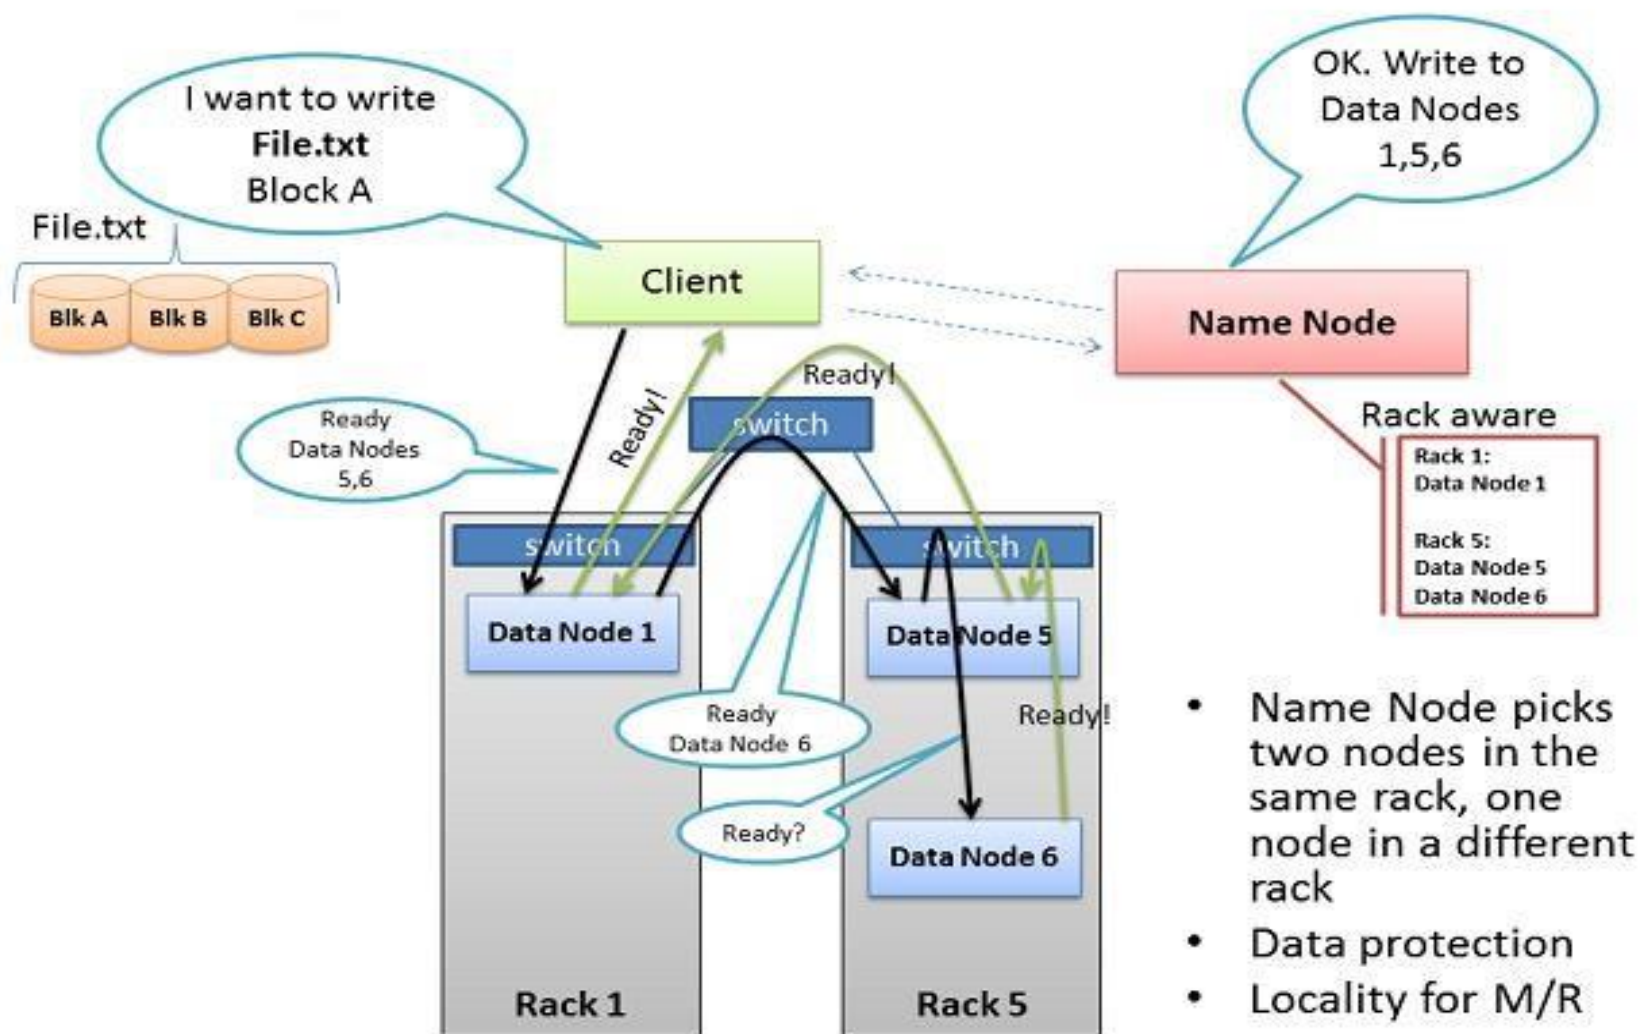 I want to write
File.txt
Block A
OK. Write to
Data Nodes
1,5,6
File.txt
Blk A
Blk B
Blk C
Client
Name Node
Ready!
Ready!
switch
Ready
Data Nodes
5,6
Rack aware
Rack 1:
Data Node 1
Rack 5:
Data Node 5
Data Node 6
switch
switch
Data Node 1
Data Node 5
Ready
Data Node 6
Ready!
Ready?
Data Node 6
Rack 1
Rack 5
• Name Node picks
two nodes in the
same rack, one
node in a different
rack
• Data protection
• Locality for M/R